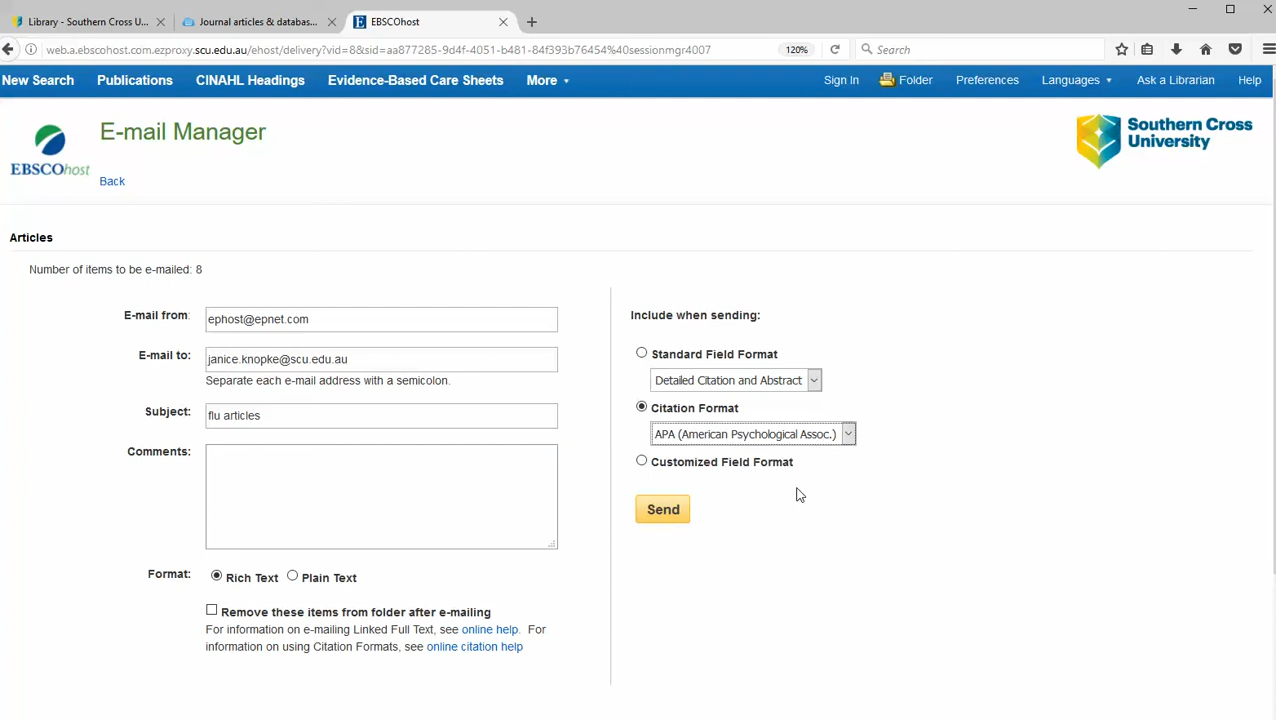 Library - Southern Cross U...
Journal articles & databas...
EBSCOhost
web.a.ebscohost.com.ezproxy.scu.edu.au/ehost/delivery?vid=8&sid=aa877285-9d4f-4051-b481-84f393b76454%40sessionmgr4007
120%
Search
New Search Publications CINAHL Headings Evidence-Based Care Sheets More Sign In Folder Preferences Languages Ask a Librarian Help
EBSCOhost
E-mail Manager
Back
Southern Cross
University
Articles
Number of items to be e-mailed: 8
E-mail from: ephost@epnet.com
E-mail to: janice.knopke@scu.edu.au
Separate each e-mail address with a semicolon.
Subject: flu articles
Comments:
Format: Rich Text Plain Text
Remove these items from folder after e-mailing
For information on e-mailing Linked Full Text, see online help. For
information on using Citation Formats, see online citation help
Include when sending:
Standard Field Format
Detailed Citation and Abstract
Citation Format
APA (American Psychological Assoc.)
Customized Field Format
Send